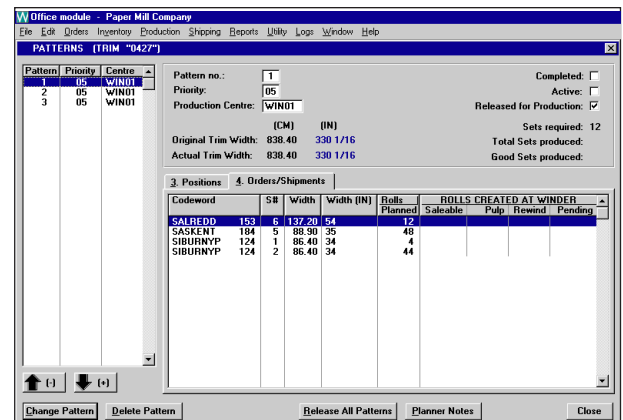 Office module - Paper Mill Company
File Edit Orders Inventory Production Shipping Reports Utility Logs Window Help
PATTERNS (TRIM "0427")
Pattern Priority Centre
1 05 WIN01
2 05 WIN01
3 05 WIN01
Pattern no.: 1
Priority: 05
Production Centre: WIN01
(CM) (IN)
Original Trim Width: 838.40 330 1/16
Actual Trim Width: 838.40 330 1/16
Completed:
Active:
Released for Production:
Sets required: 12
Total Sets produced:
Good Sets produced:
3. Positions 4. Orders/Shipments
Codeword S# Width Width (IN) Rolls ROLLS CREATED AT WINDER
Planned Saleable Pulp Rewind Pending
SALREDD 153 6 137.20 54 12
SASKENT 184 5 88.90 35 48
SIBURNYP 124 1 86.40 34 4
SIBURNYP 124 2 86.40 34 44
(-) (+)
Change Pattern Delete Pattern Release All Patterns Planner Notes Close